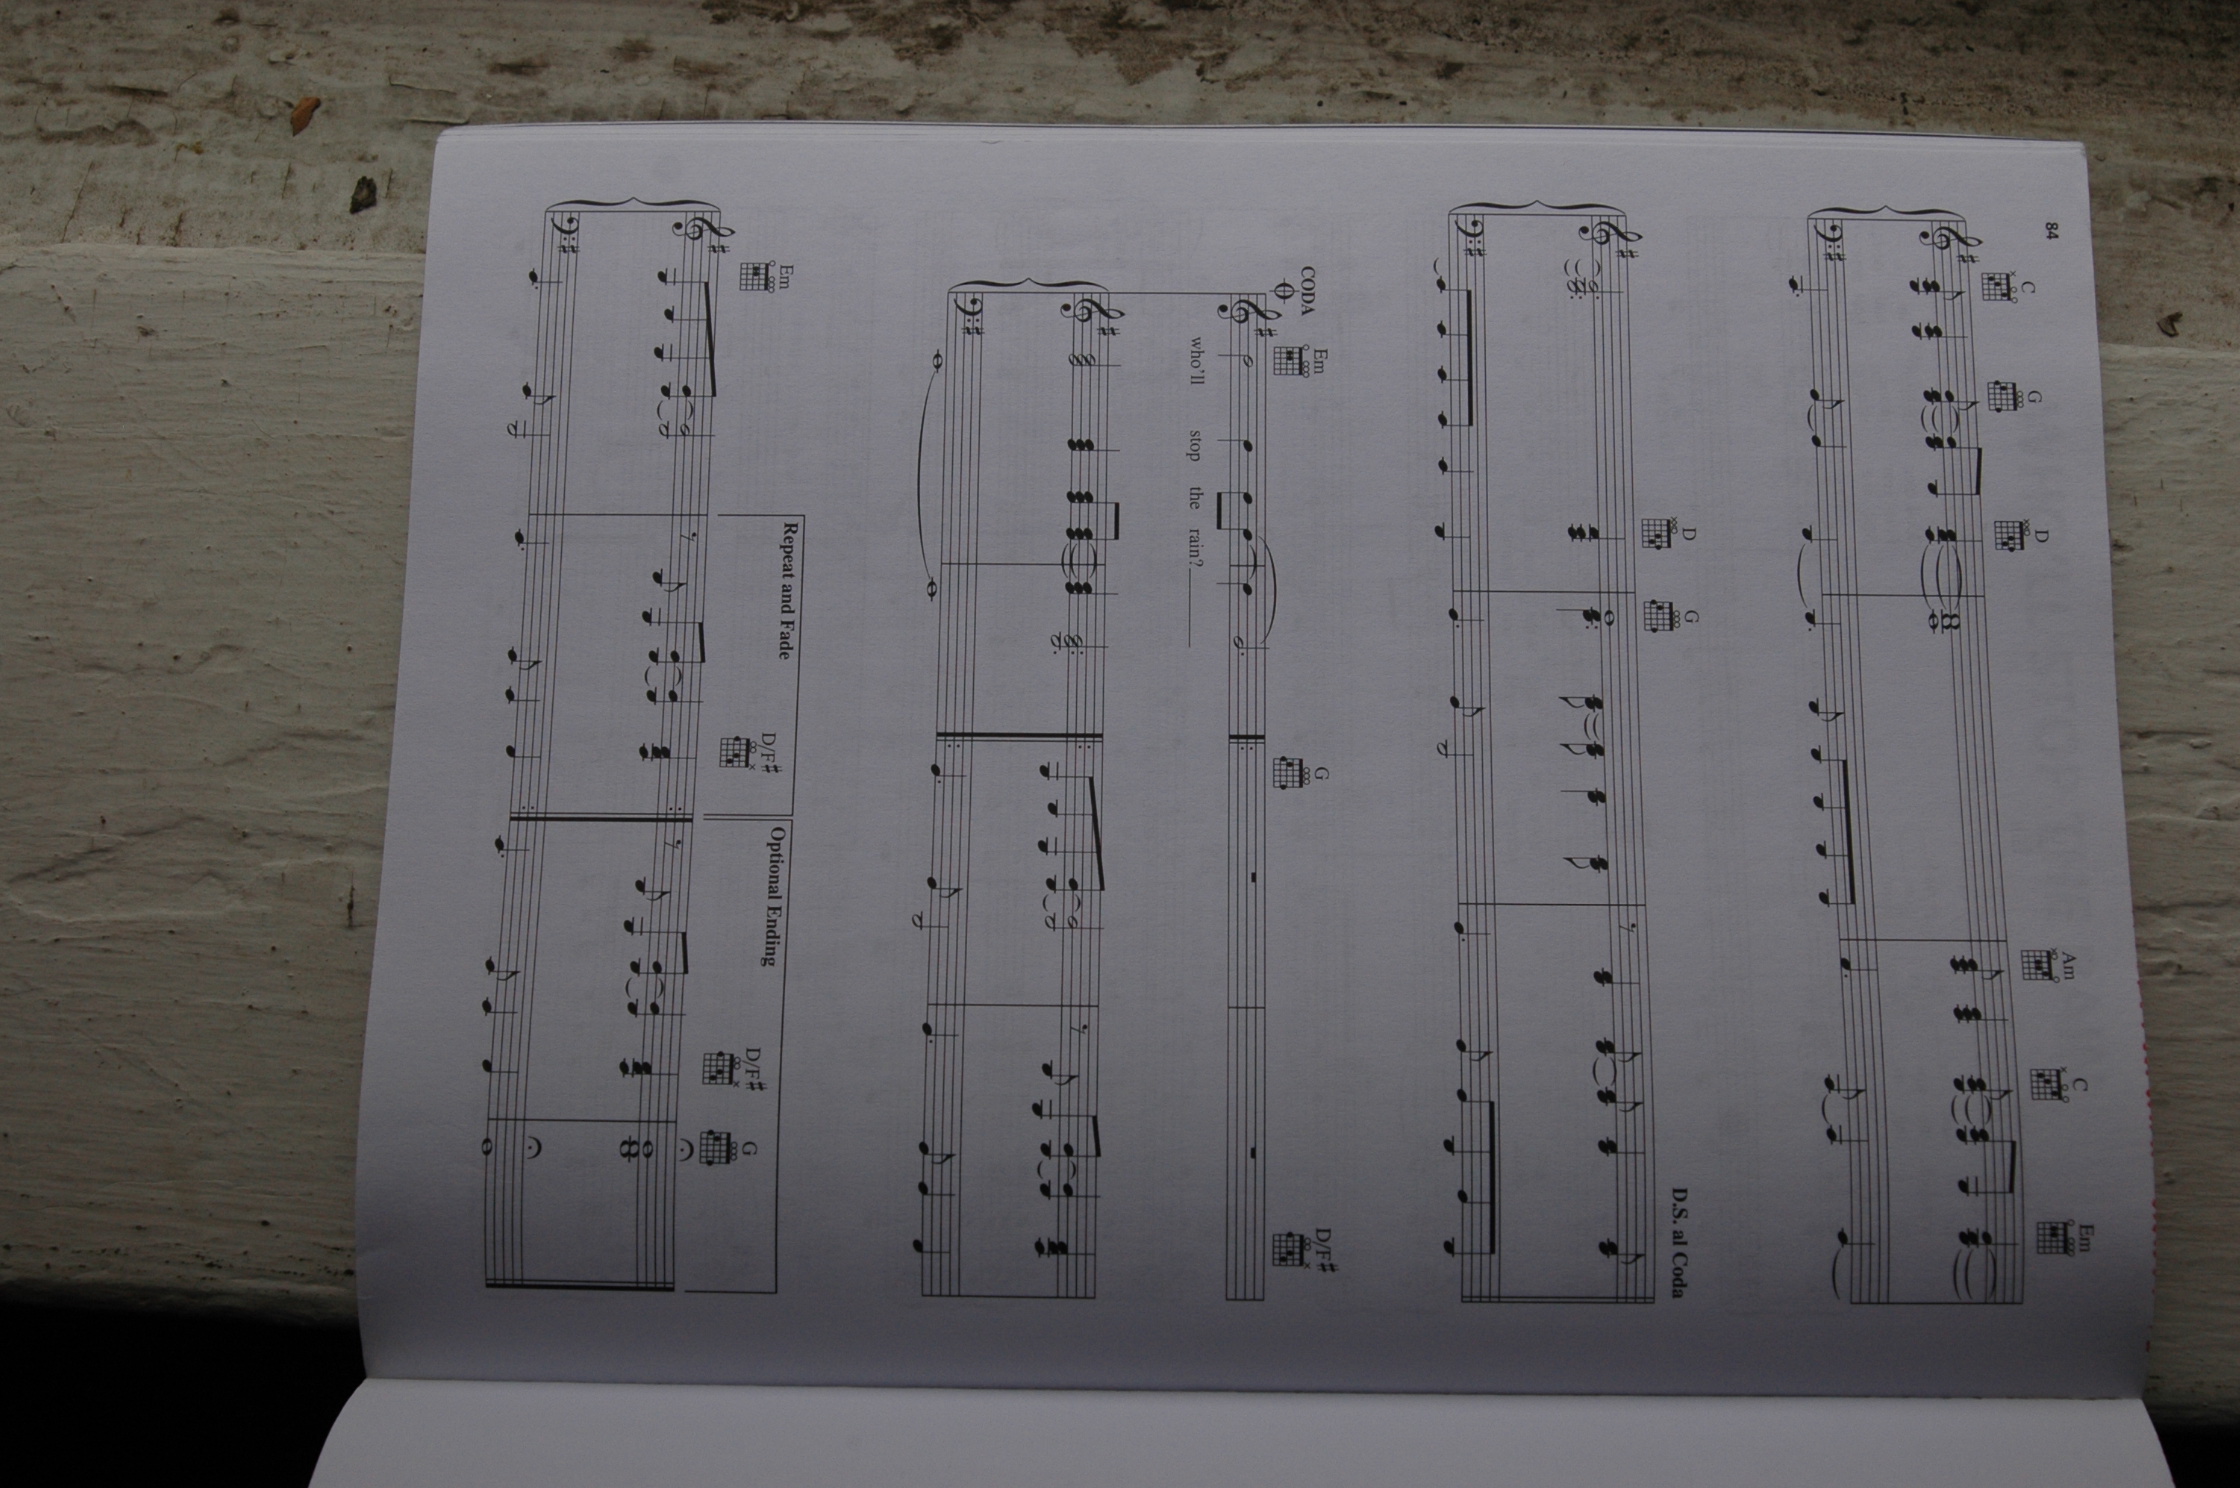 84
C G D Am C Em
D G
D.S. al Coda
CODA
Em G D/F#
who'll stop the rain?
Em
Repeat and Fade
D/F#
Optional Ending
D/F# G